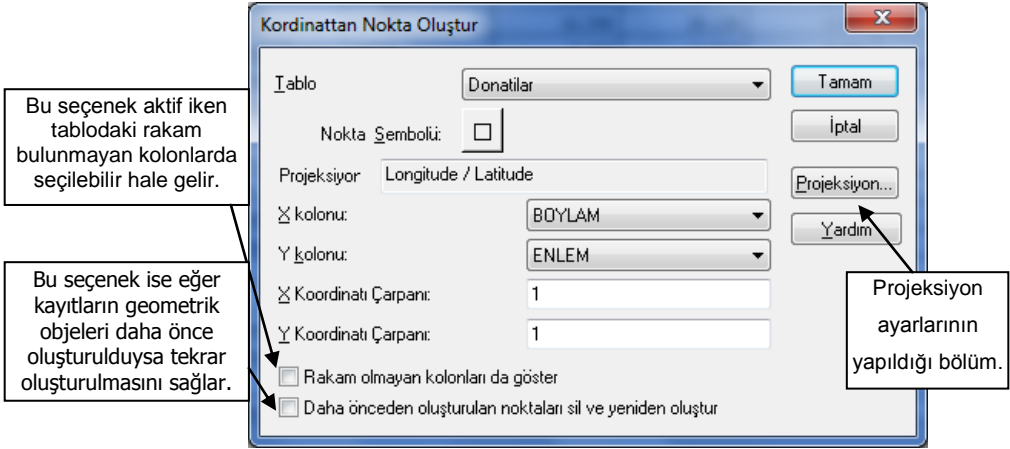 Kordinattan Nokta Oluştur
x
Tablo
Donatilar
Tamam
Nokta Sembolü:
İptal
Projeksiyor
Longitude / Latitude
Projeksiyon...
X kolonu:
BOYLAM
Yardım
Y kolonu:
ENLEM
X Koordinatı Çarpanı:
1
Y Koordinatı Çarpanı:
1
Rakam olmayan kolonları da göster
Daha önceden oluşturulan noktaları sil ve yeniden oluştur
Bu seçenek aktif iken
tablodaki rakam
bulunmayan kolonlarda
seçilebilir hale gelir.
Bu seçenek ise eğer
kayıtların geometrik
objeleri daha önce
oluşturulduysa tekrar
oluşturulmasını sağlar.
Projeksiyon
ayarlarının
yapıldığı bölüm.